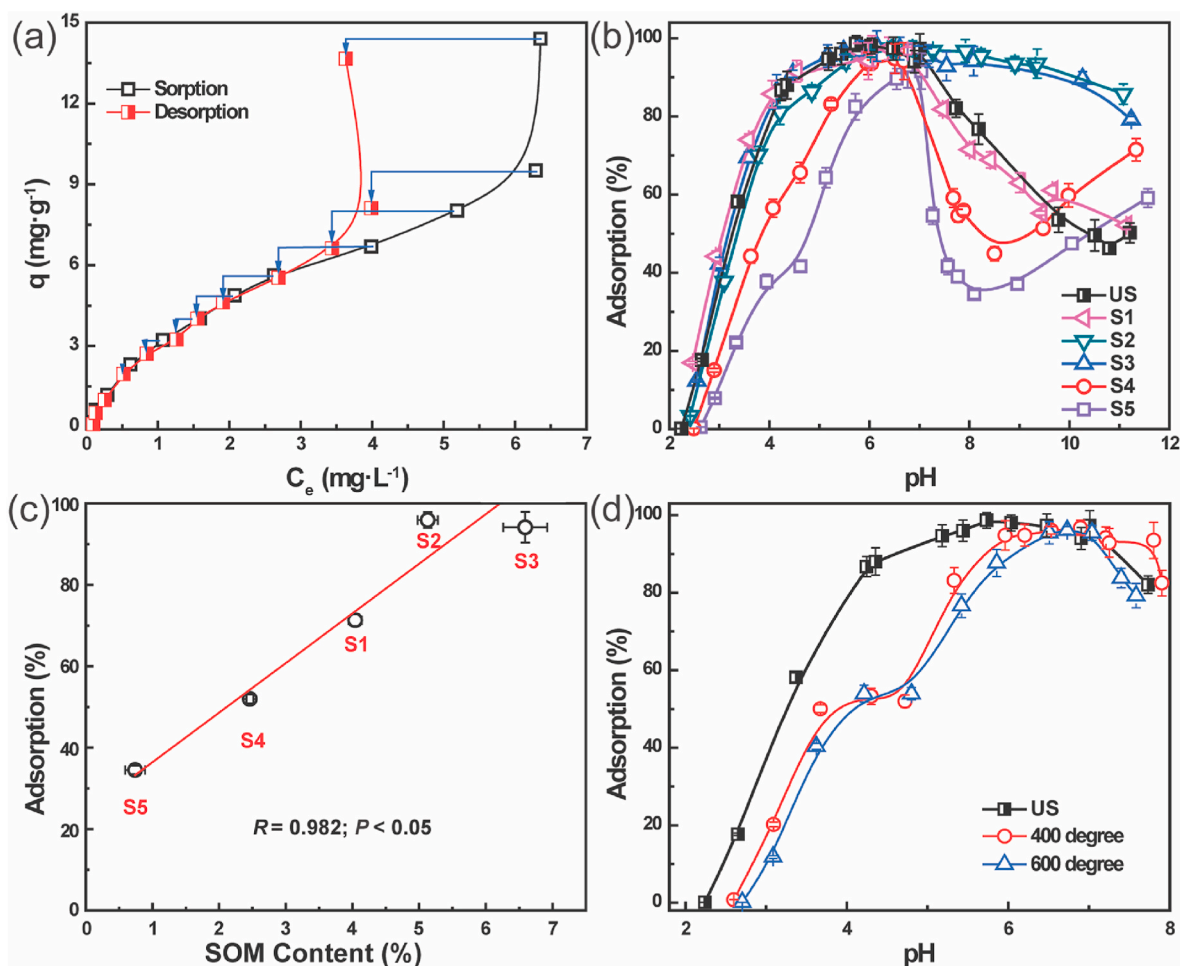 (a)
15
12
9
6
3
0
q (mg·g⁻¹)
Sorption
Desorption
0 1 2 3 4 5 6 7
Cₑ (mg·L⁻¹)
(b)
100
80
60
40
20
0
Adsorption (%)
US
S1
S2
S3
S4
S5
2 4 6 8 10 12
pH
(c)
100
80
60
40
20
0
Adsorption (%)
S2
S3
S1
S4
S5
R = 0.982; P < 0.05
0 1 2 3 4 5 6 7
SOM Content (%)
(d)
100
80
60
40
20
0
Adsorption (%)
US
400 degree
600 degree
2 4 6 8
pH